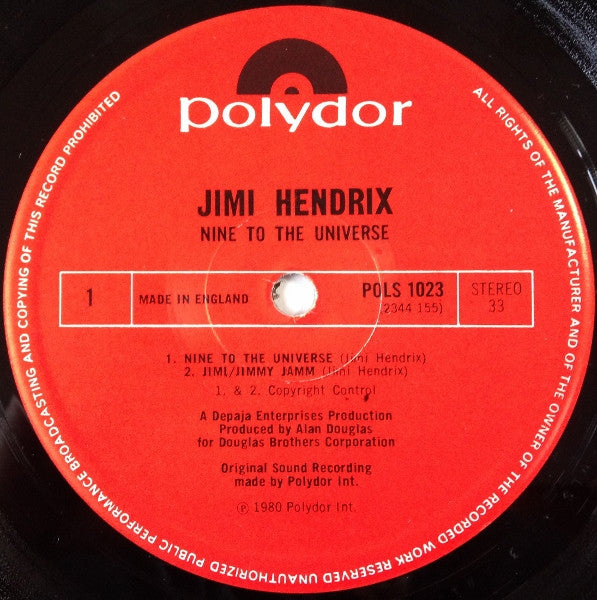 polydor
JIMI HENDRIX
NINE TO THE UNIVERSE
1
MADE IN ENGLAND
POLS 1023
2344 155)
STEREO
33
1. NINE TO THE UNIVERSE (Jimi Hendrix)
2. JIMI/JIMMY JAMM (Jimi Hendrix)
1. & 2. Copyright Control
A Depaja Enterprises Production
Produced by Alan Douglas
for Douglas Brothers Corporation
Original Sound Recording
made by Polydor Int.
℗ 1980 Polydor Int.
ALL RIGHTS OF THE MANUFACTURER AND OF THE OWNER OF THE RECORDED WORK RESERVED UNAUTHORIZED PUBLIC PERFORMANCE BROADCASTING AND COPYING OF THIS RECORD PROHIBITED